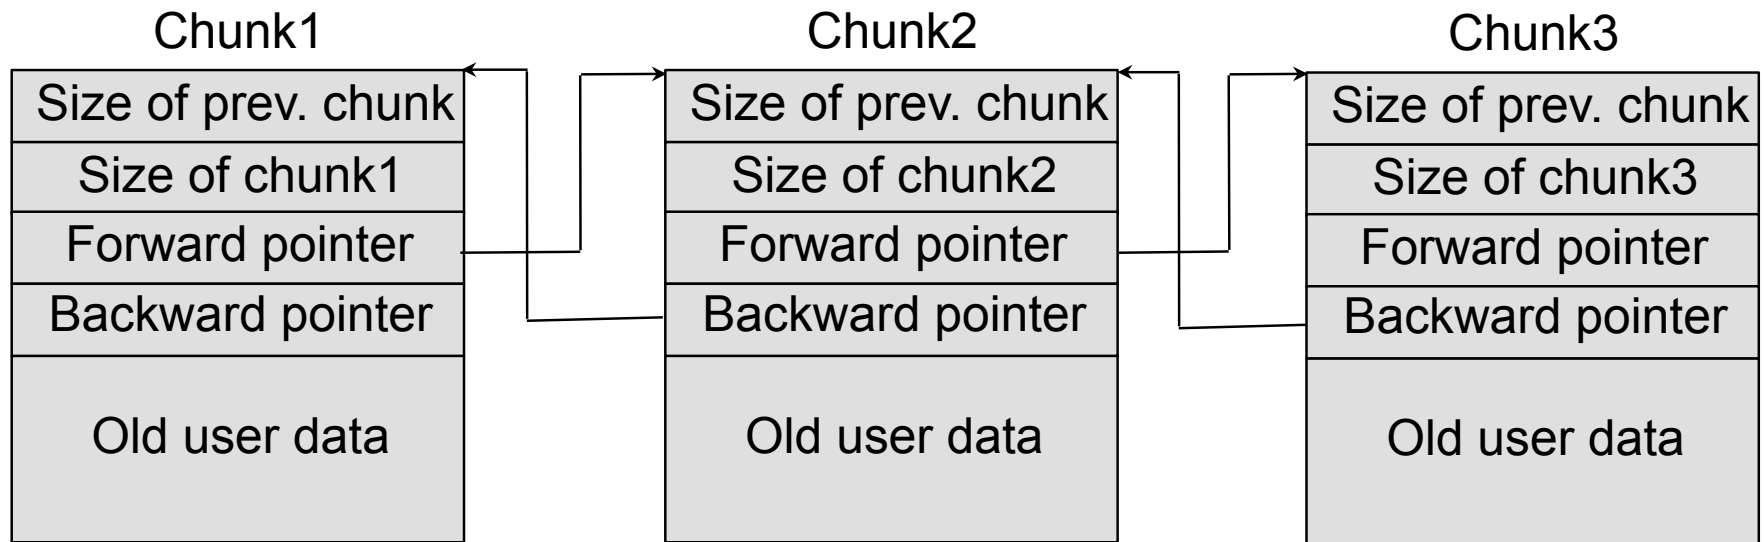 Chunk1
Size of prev. chunk
Size of chunk1
Forward pointer
Backward pointer
Old user data
Chunk2
Size of prev. chunk
Size of chunk2
Forward pointer
Backward pointer
Old user data
Chunk3
Size of prev. chunk
Size of chunk3
Forward pointer
Backward pointer
Old user data